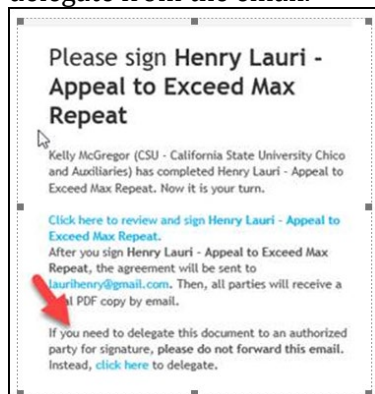 delegate from the email.
Please sign Henry Lauri -
Appeal to Exceed Max
Repeat
Kelly McGregor (CSU - California State University Chico
and Auxiliaries) has completed Henry Lauri - Appeal to
Exceed Max Repeat. Now it is your turn.
Click here to review and sign Henry Lauri - Appeal to
Exceed Max Repeat.
After you sign Henry Lauri - Appeal to Exceed Max
Repeat, the agreement will be sent to
laurihenry@gmail.com. Then, all parties will receive a
PDF copy by email.
If you need to delegate this document to an authorized
party for signature, please do not forward this email.
Instead, click here to delegate.